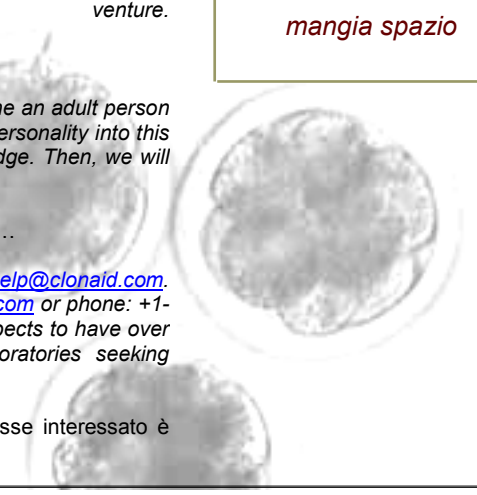 venture.
mangia spazio
ne an adult person
ersonality into this
dge. Then, we will
..
elp@clonaid.com.
com or phone: +1-
pects to have over
oratories seeking
sse interessato è